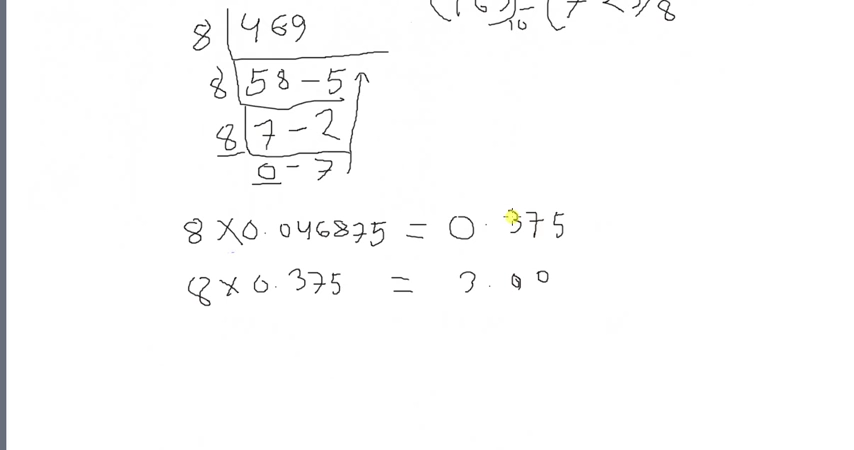 8 | 469
8 | 58 - 5
8 | 7 - 2
0 - 7
8 × 0.046875 = 0.375
8 × 0.375 = 3.00